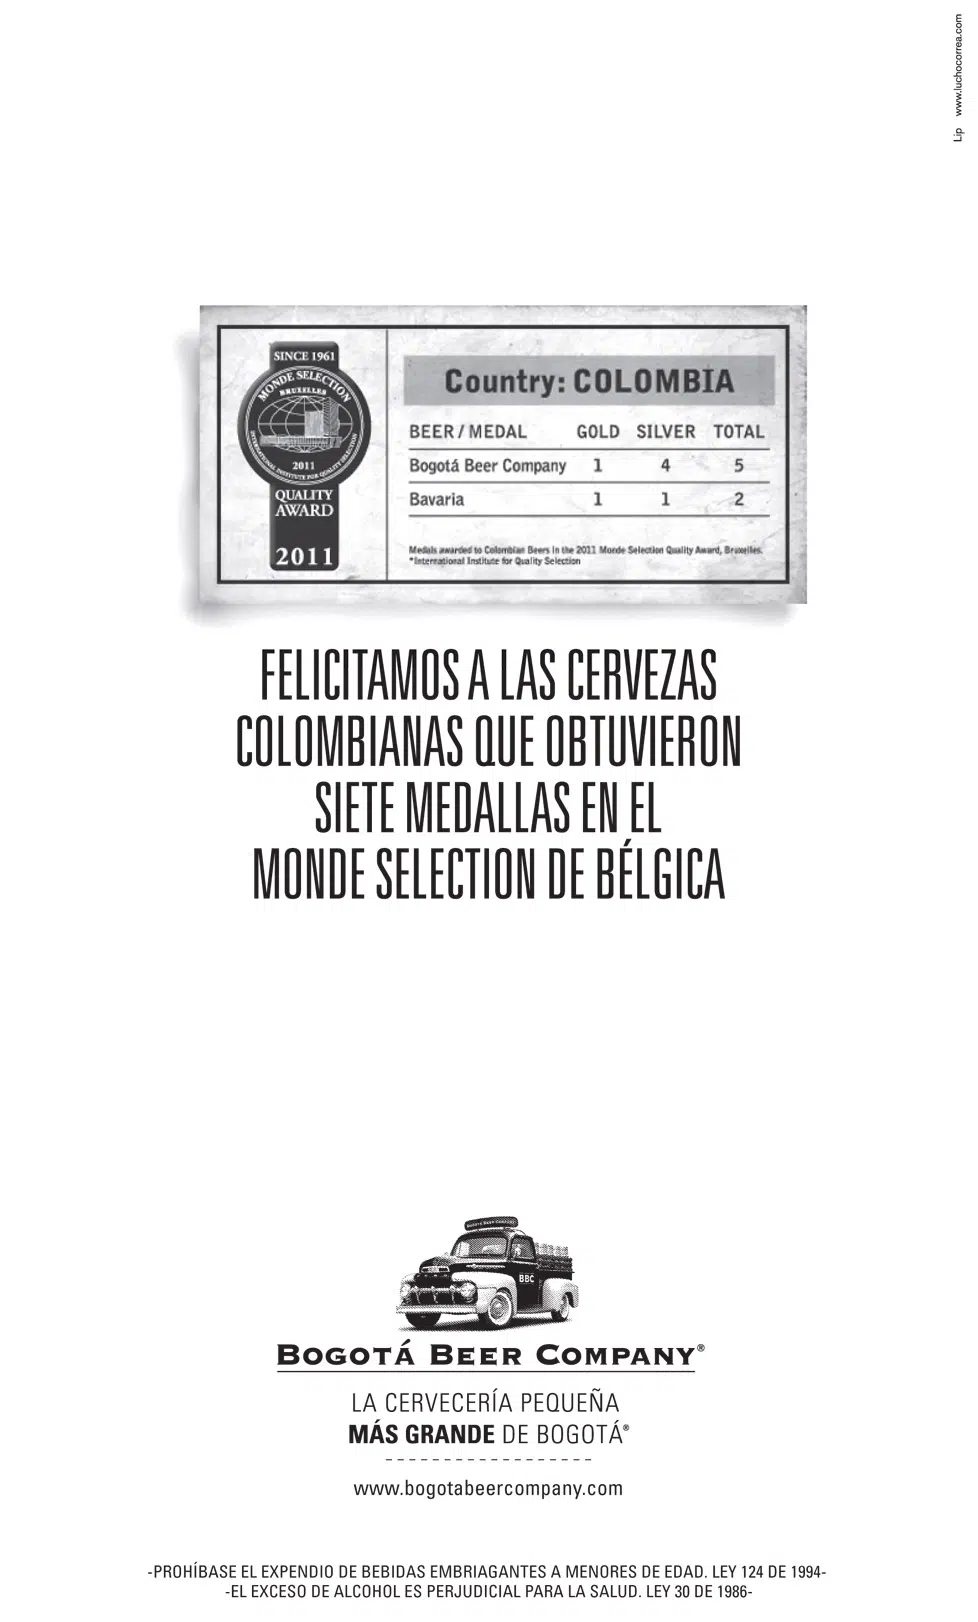 Lip www.luchocorrea.com
SINCE 1961
MONDE SELECTION
BRUXELLES
INTERNATIONAL INSTITUTE FOR QUALITY SELECTION
2011
QUALITY
AWARD
2011
Country: COLOMBIA
BEER / MEDAL GOLD SILVER TOTAL
Bogotá Beer Company 1 4 5
Bavaria 1 1 2
Medals awarded to Colombian Beers in the 2011 Monde Selection Quality Award, Bruxelles.
*International Institute for Quality Selection
FELICITAMOS A LAS CERVEZAS
COLOMBIANAS QUE OBTUVIERON
SIETE MEDALLAS EN EL
MONDE SELECTION DE BÉLGICA
BOGOTÁ BEER COMPANY
BBC
BOGOTÁ BEER COMPANY®
LA CERVECERÍA PEQUEÑA
MÁS GRANDE DE BOGOTÁ®
www.bogotabeercompany.com
-PROHÍBASE EL EXPENDIO DE BEBIDAS EMBRIAGANTES A MENORES DE EDAD. LEY 124 DE 1994-
-EL EXCESO DE ALCOHOL ES PERJUDICIAL PARA LA SALUD. LEY 30 DE 1986-